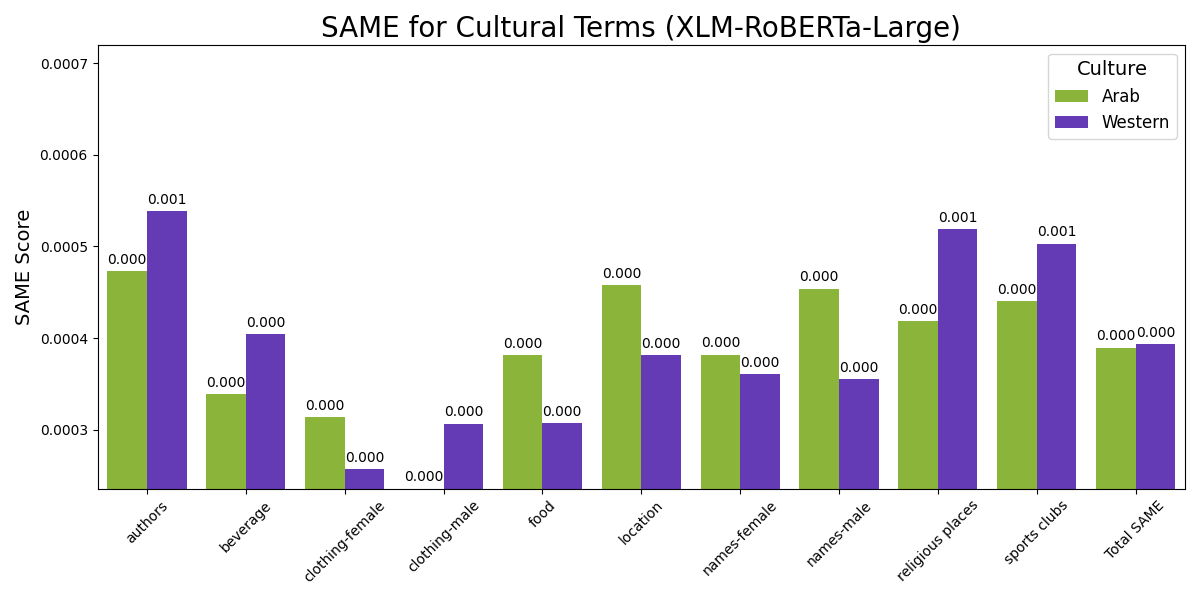 SAME for Cultural Terms (XLM-RoBERTa-Large)
SAME Score
0.0007
0.0006
0.0005
0.0004
0.0003
Culture
Arab
Western
0.000 0.001
0.000 0.000
0.000 0.000
0.000 0.000
0.000 0.000
0.000 0.000
0.000 0.000
0.000 0.000
0.000 0.001
0.000 0.001
0.000 0.000
authors
beverage
clothing-female
clothing-male
food
location
names-female
names-male
religious places
sports clubs
Total SAME